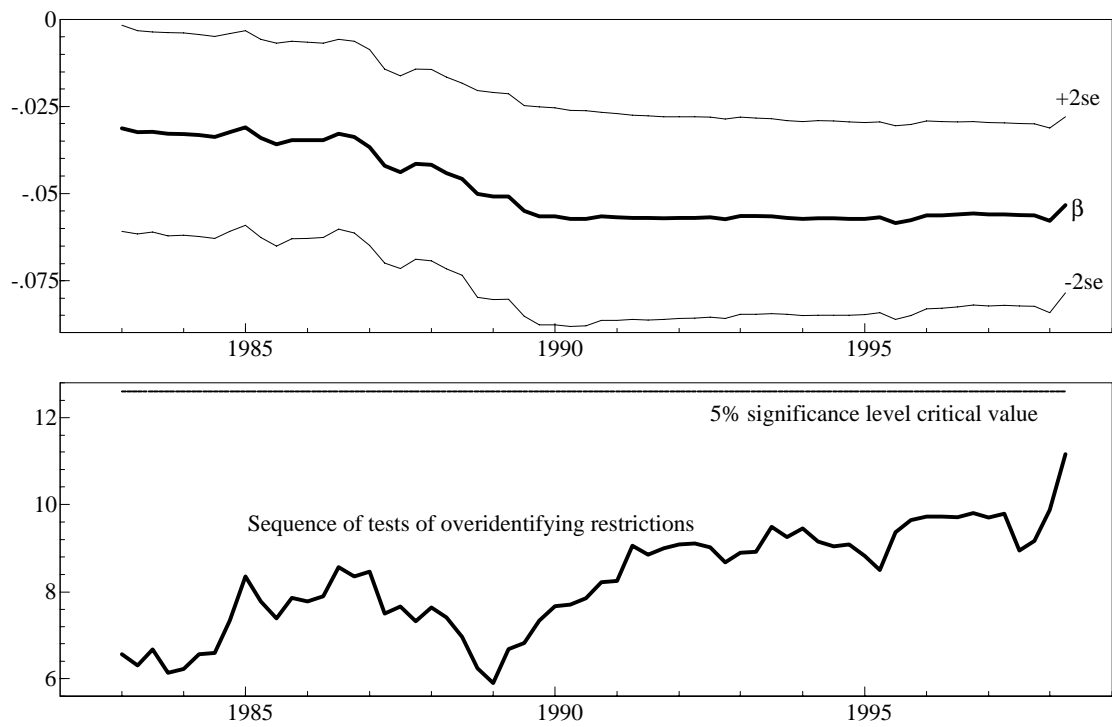 0
-.025
-.05
-.075
+2se
β
-2se
1985
1990
1995
12
10
8
6
5% significance level critical value
Sequence of tests of overidentifying restrictions
1985
1990
1995